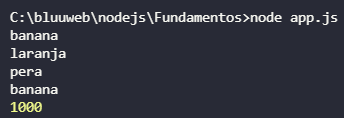 C:\bluuweb\nodejs\Fundamentos>node app.js
banana
laranja
pera
banana
1000